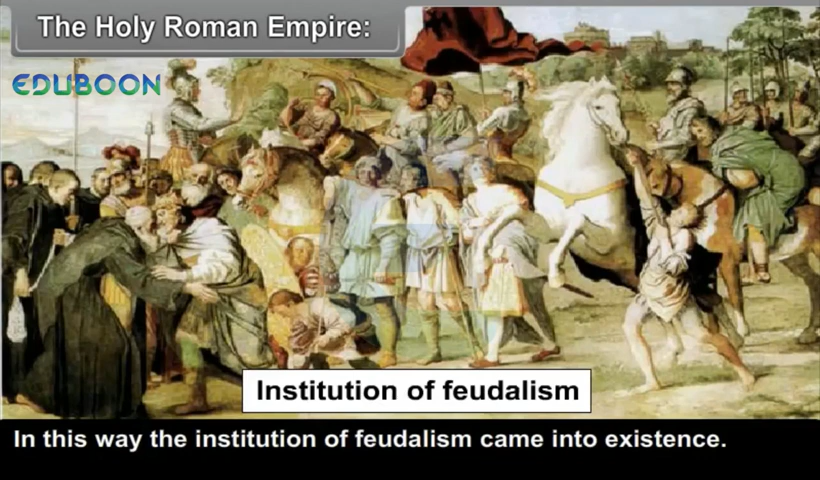 The Holy Roman Empire:
EDUBOON
Institution of feudalism
In this way the institution of feudalism came into existence.